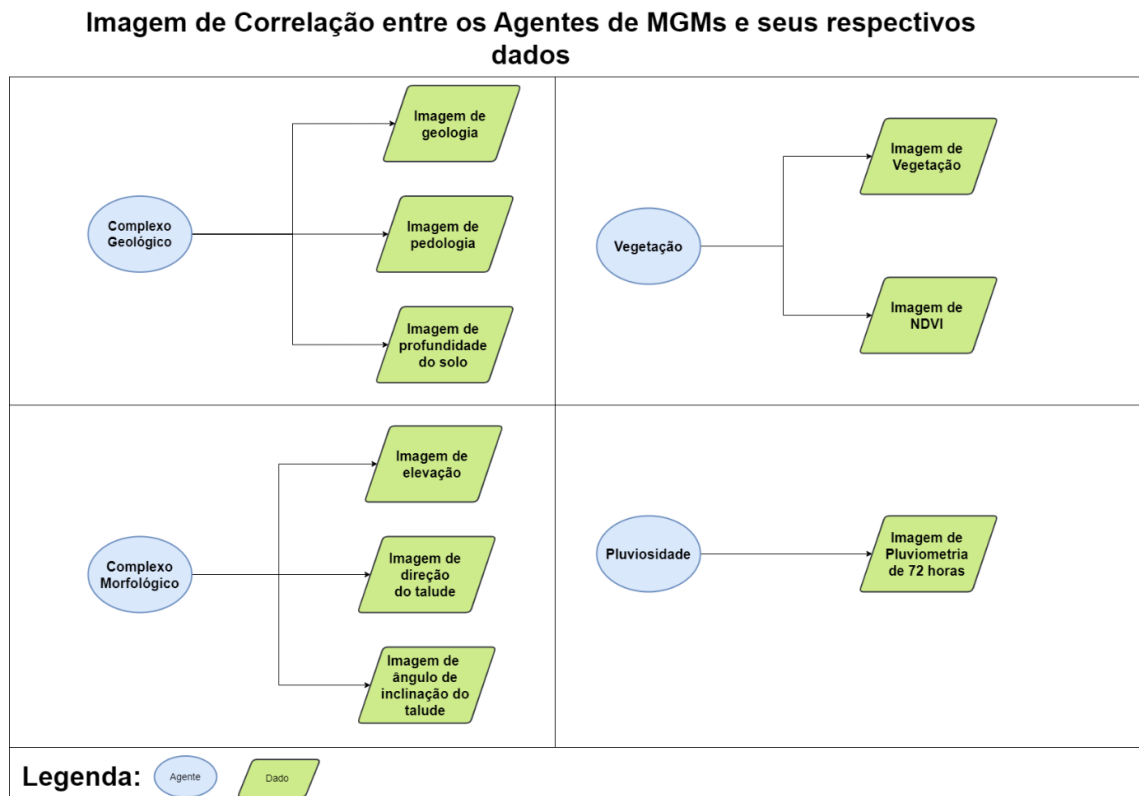 Imagem de Correlação entre os Agentes de MGMs e seus respectivos
dados
Complexo
Geológico
Imagem de
geologia
Imagem de
pedologia
Imagem de
profundidade
do solo
Vegetação
Imagem de
Vegetação
Imagem de
NDVI
Complexo
Morfológico
Imagem de
elevação
Imagem de
direção
do talude
Imagem de
ângulo de
inclinação do
talude
Pluviosidade
Imagem de
Pluviometria
de 72 horas
Legenda:
Agente
Dado